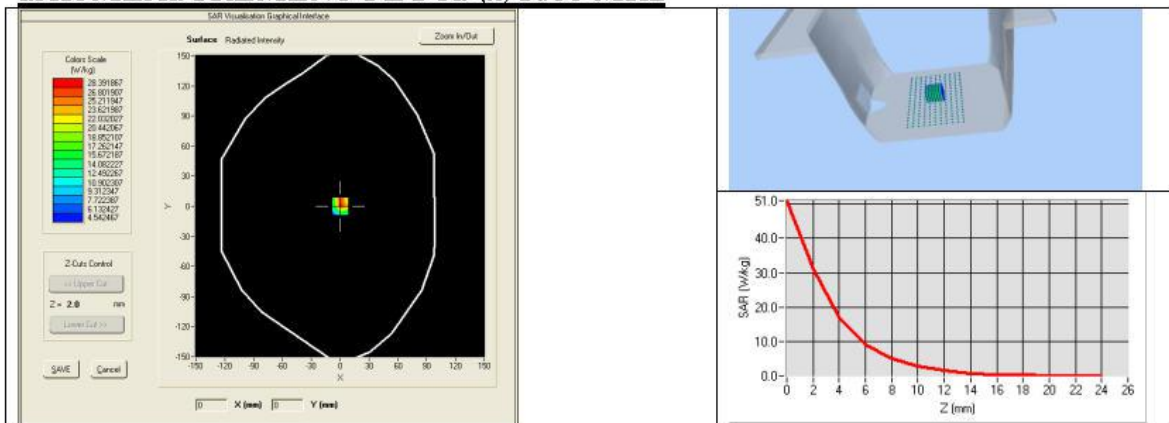 SAR Visualisation Graphical Interface
Surface Radiated Intensity
Zoom In/Out
Colors Scale
(W/kg)
28.391867
26.801907
25.211947
23.621987
22.032027
20.442067
18.852107
17.262147
15.672187
14.082227
12.492267
10.902307
9.312347
7.722387
6.132427
4.542467
Z-Cuts Control
<< Upper Cut
Z = 2.0 mm
Lower Cut >>
SAVE
Cancel
150
120
90
60
30
0
-30
-60
-90
-120
-150
Y
-150 -120 -90 -60 -30 0 30 60 90 120 150
X
0 X (mm) 0 Y (mm)
51.0
40.0
30.0
20.0
10.0
0.0
SAR (W/kg)
0 2 4 6 8 10 12 14 16 18 20 22 24 26
Z (mm)